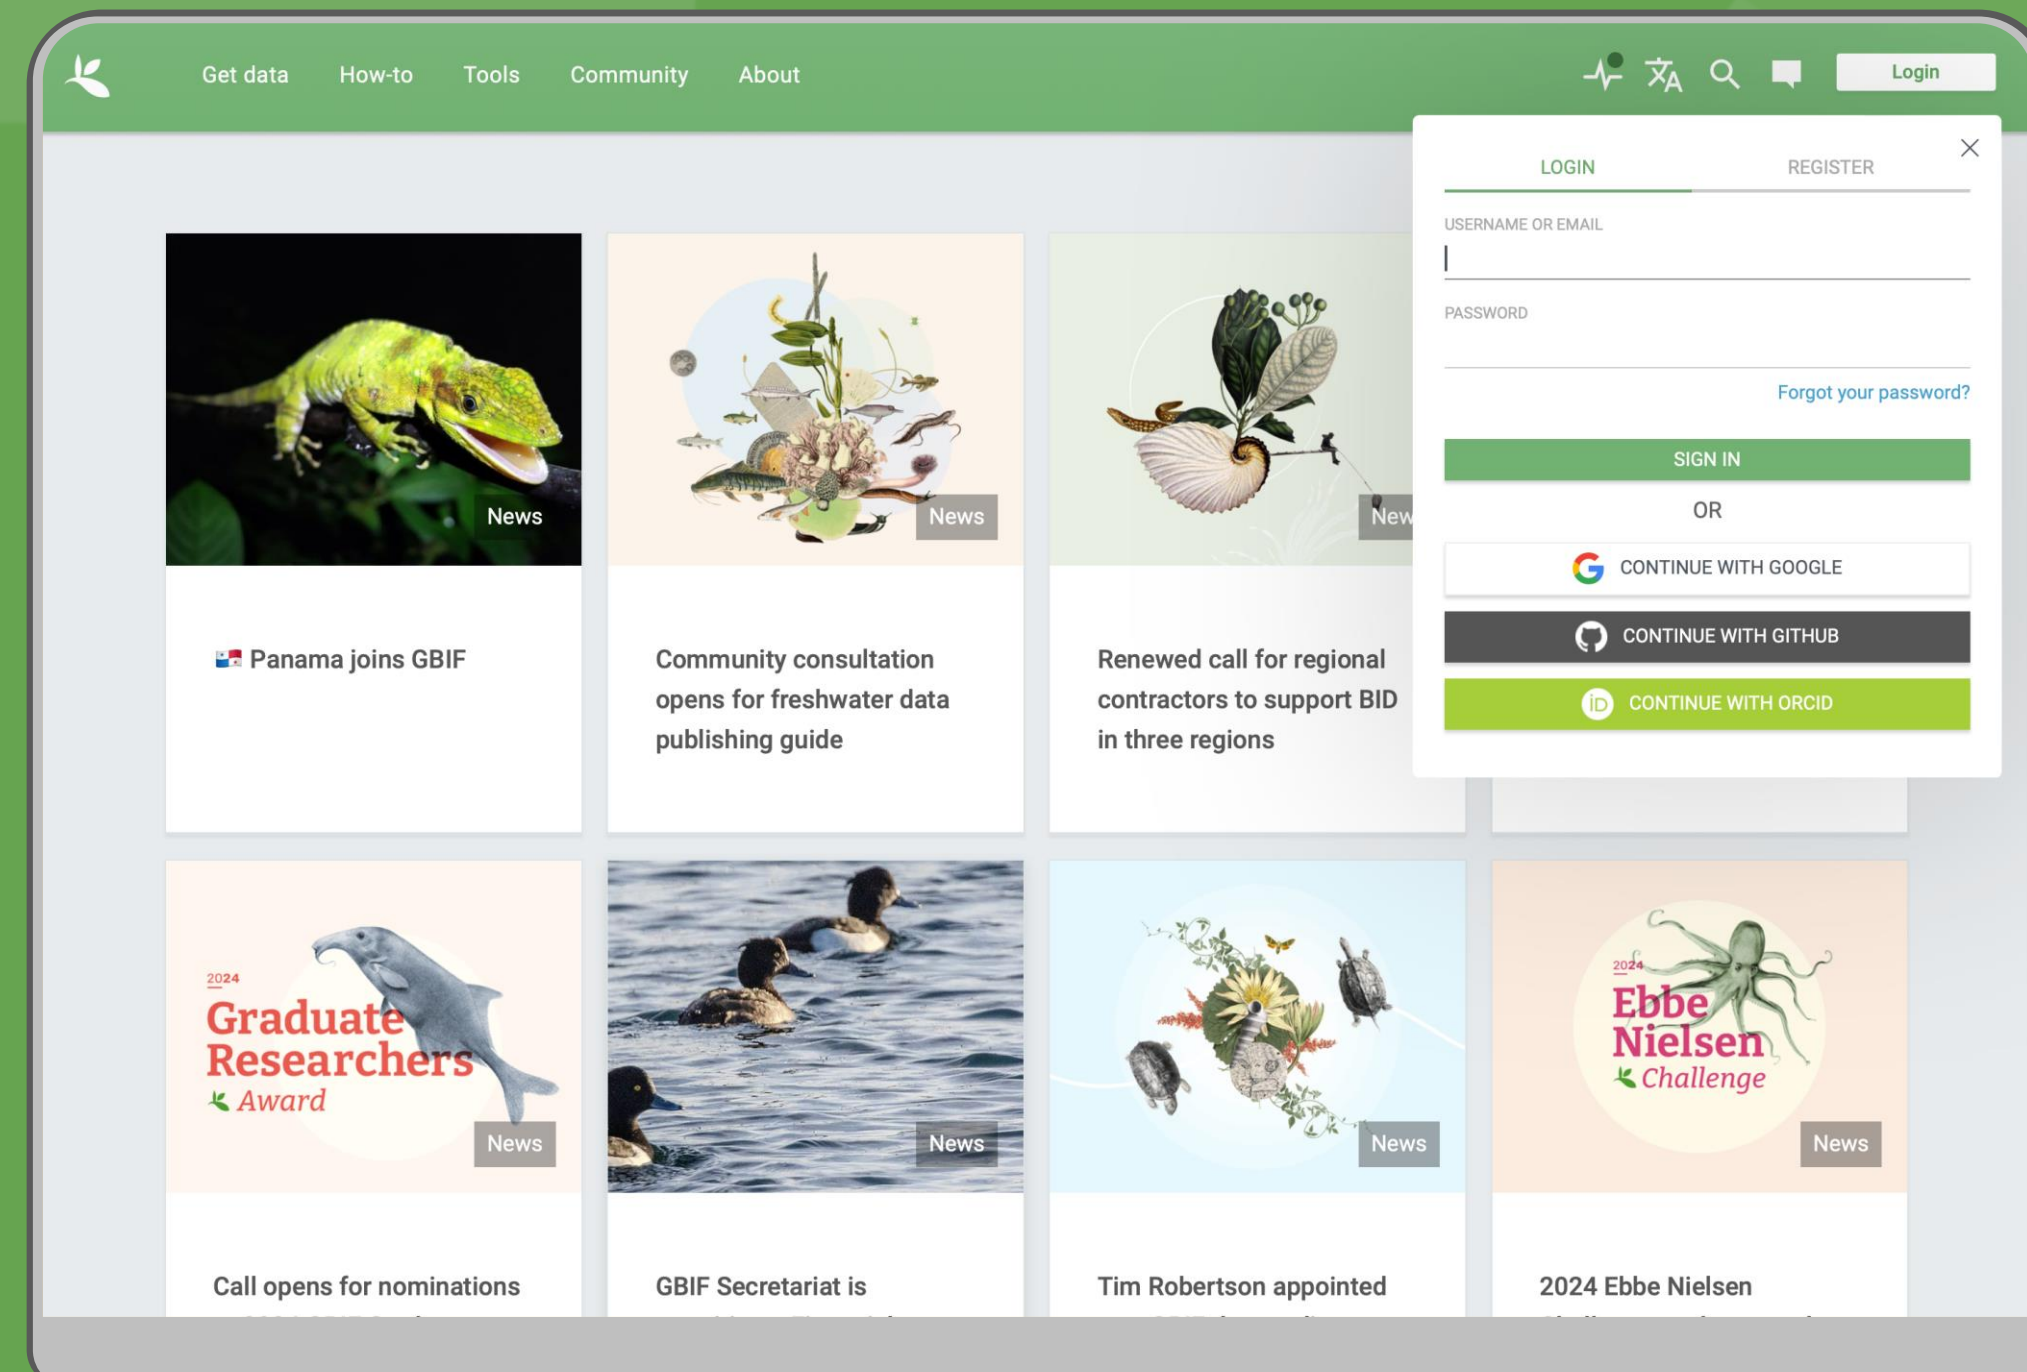 Get data How-to Tools Community About
Login
LOGIN REGISTER
USERNAME OR EMAIL
PASSWORD
Forgot your password?
SIGN IN
OR
CONTINUE WITH GOOGLE
CONTINUE WITH GITHUB
iD CONTINUE WITH ORCID
News
News
Panama joins GBIF
Community consultation
opens for freshwater data
publishing guide
Renewed call for regional
contractors to support BID
in three regions
2024
Graduate
Researchers
Award
News
News
News
2024
Ebbe
Nielsen
Challenge
News
Call opens for nominations
GBIF Secretariat is
Tim Robertson appointed
2024 Ebbe Nielsen